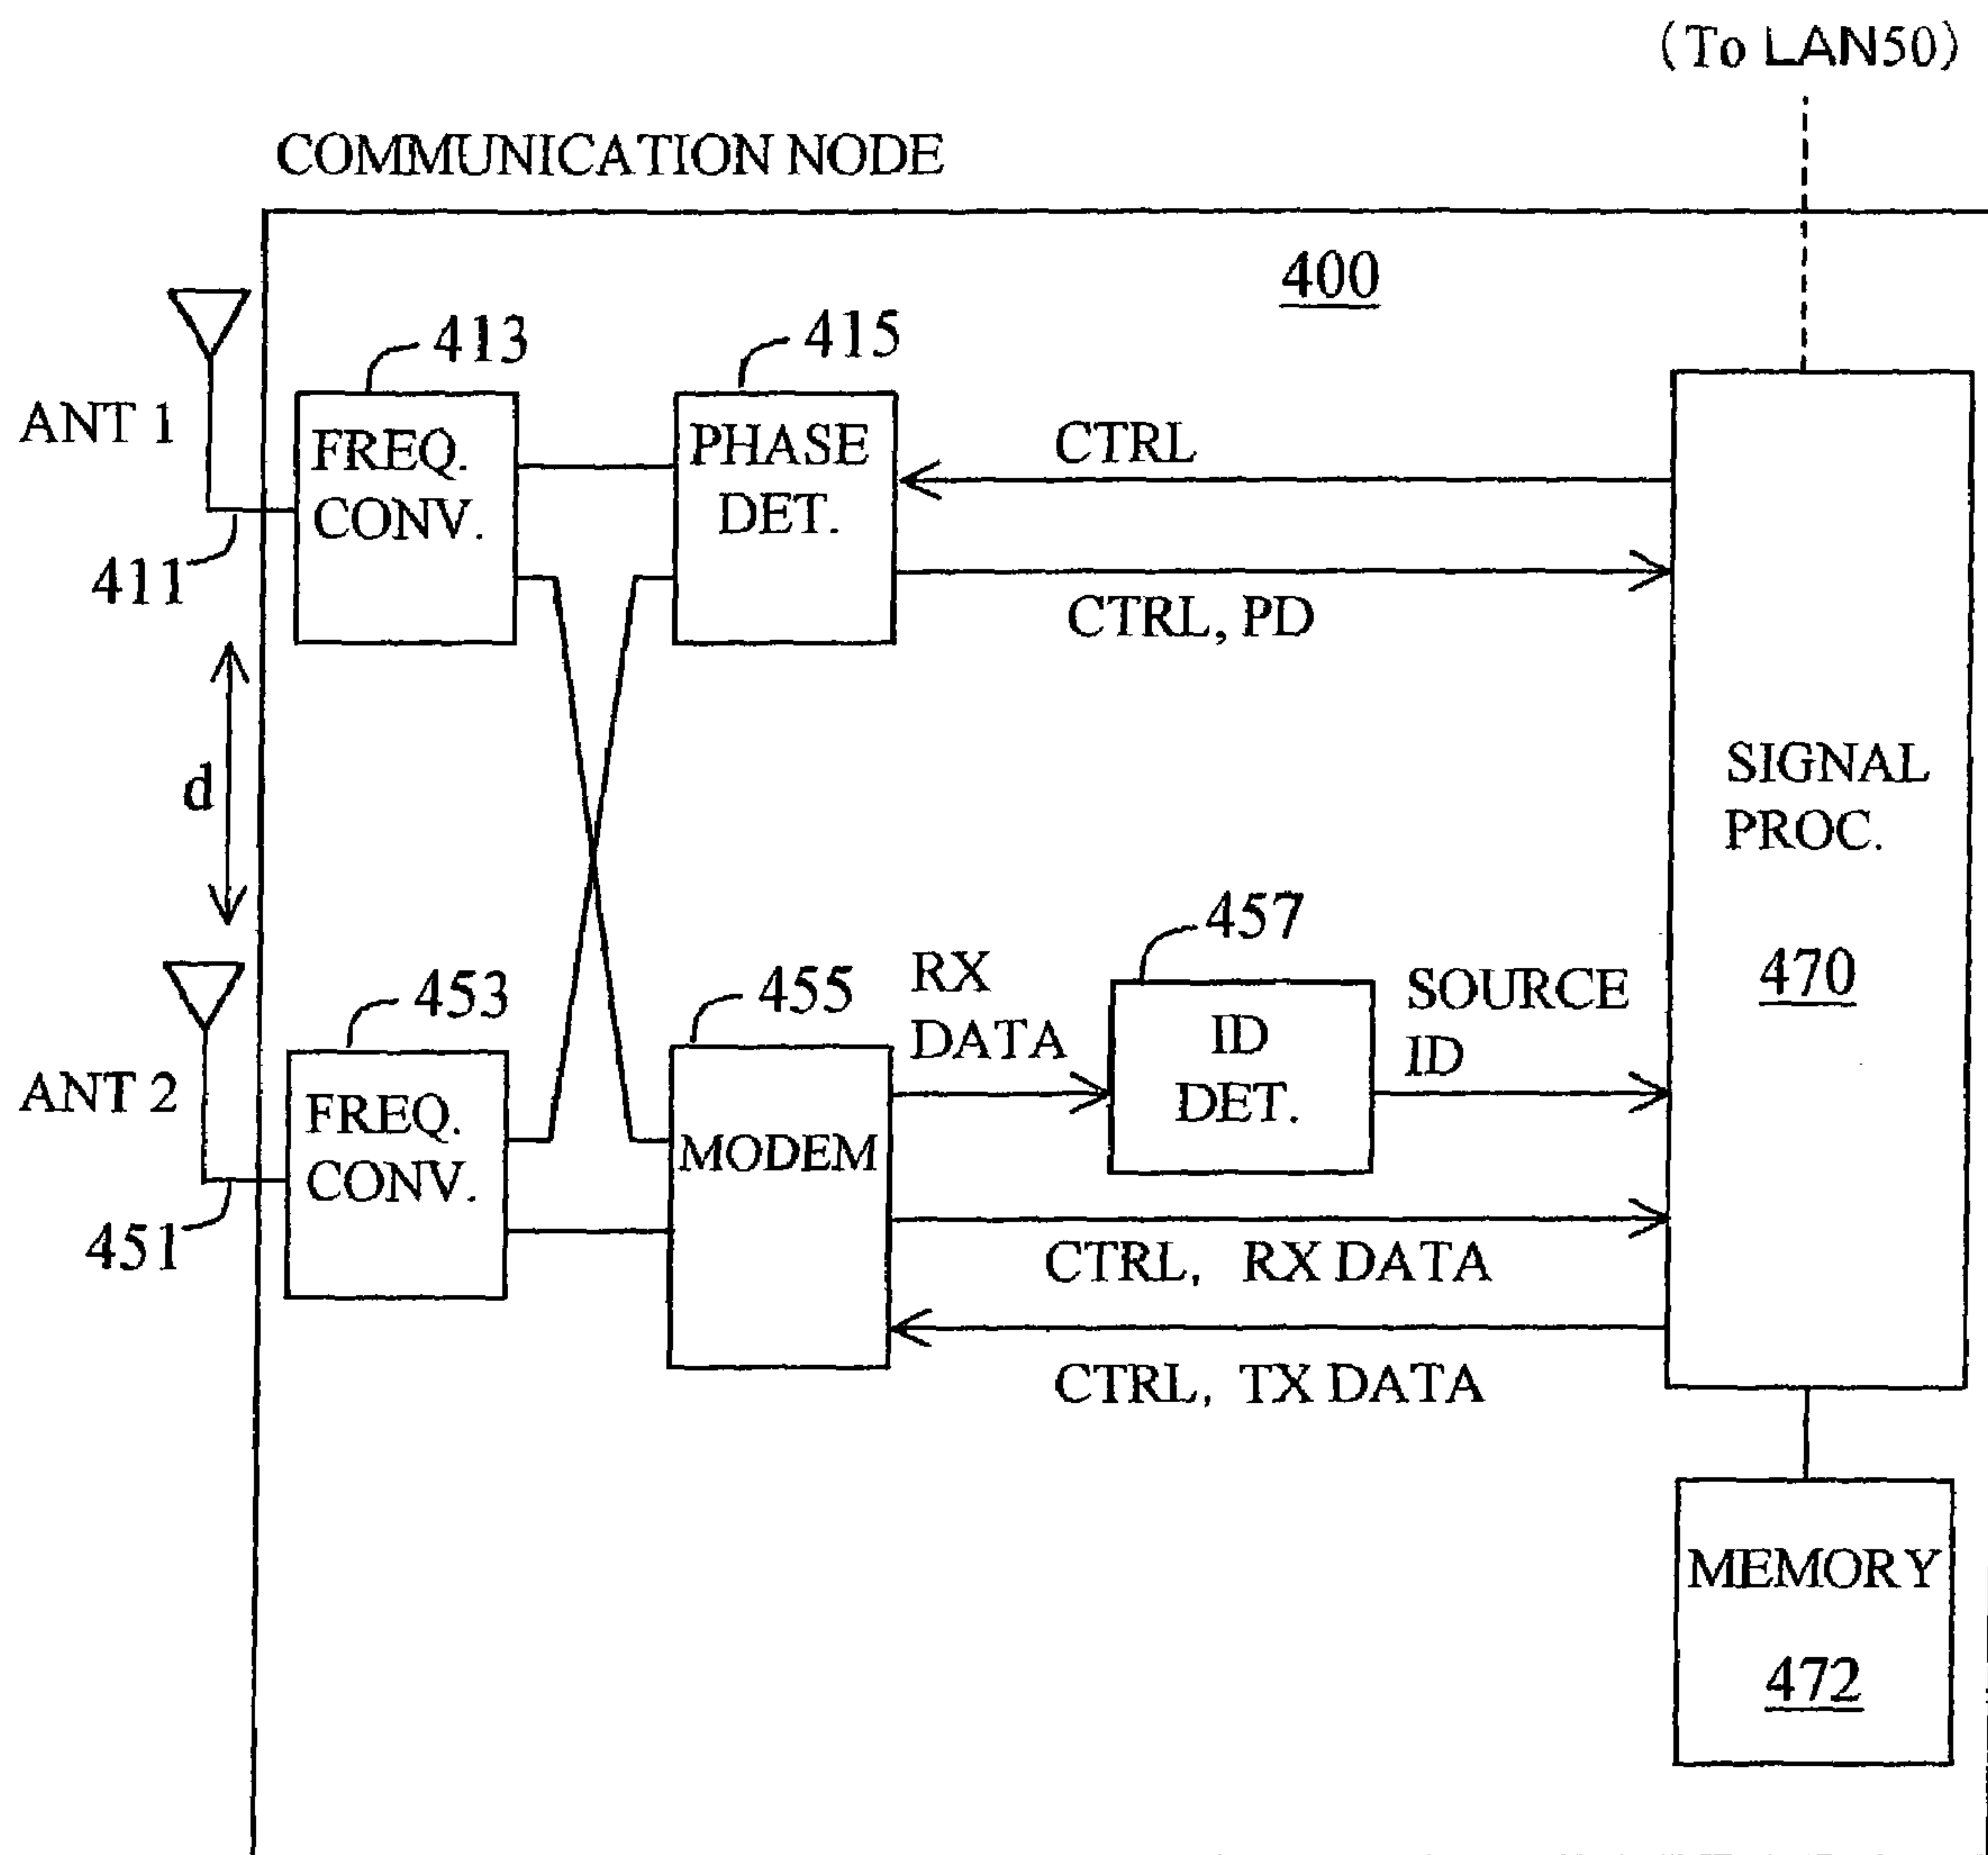 (To LAN50)
COMMUNICATION NODE
400
413
415
ANT 1
FREQ.
CONV.
PHASE
DET.
CTRL
411
CTRL, PD
d
SIGNAL
PROC.
470
457
453
455
RX
DATA
SOURCE
ID
ID
DET.
ANT 2
FREQ.
CONV.
MODEM
451
CTRL, RX DATA
CTRL, TX DATA
MEMORY
472